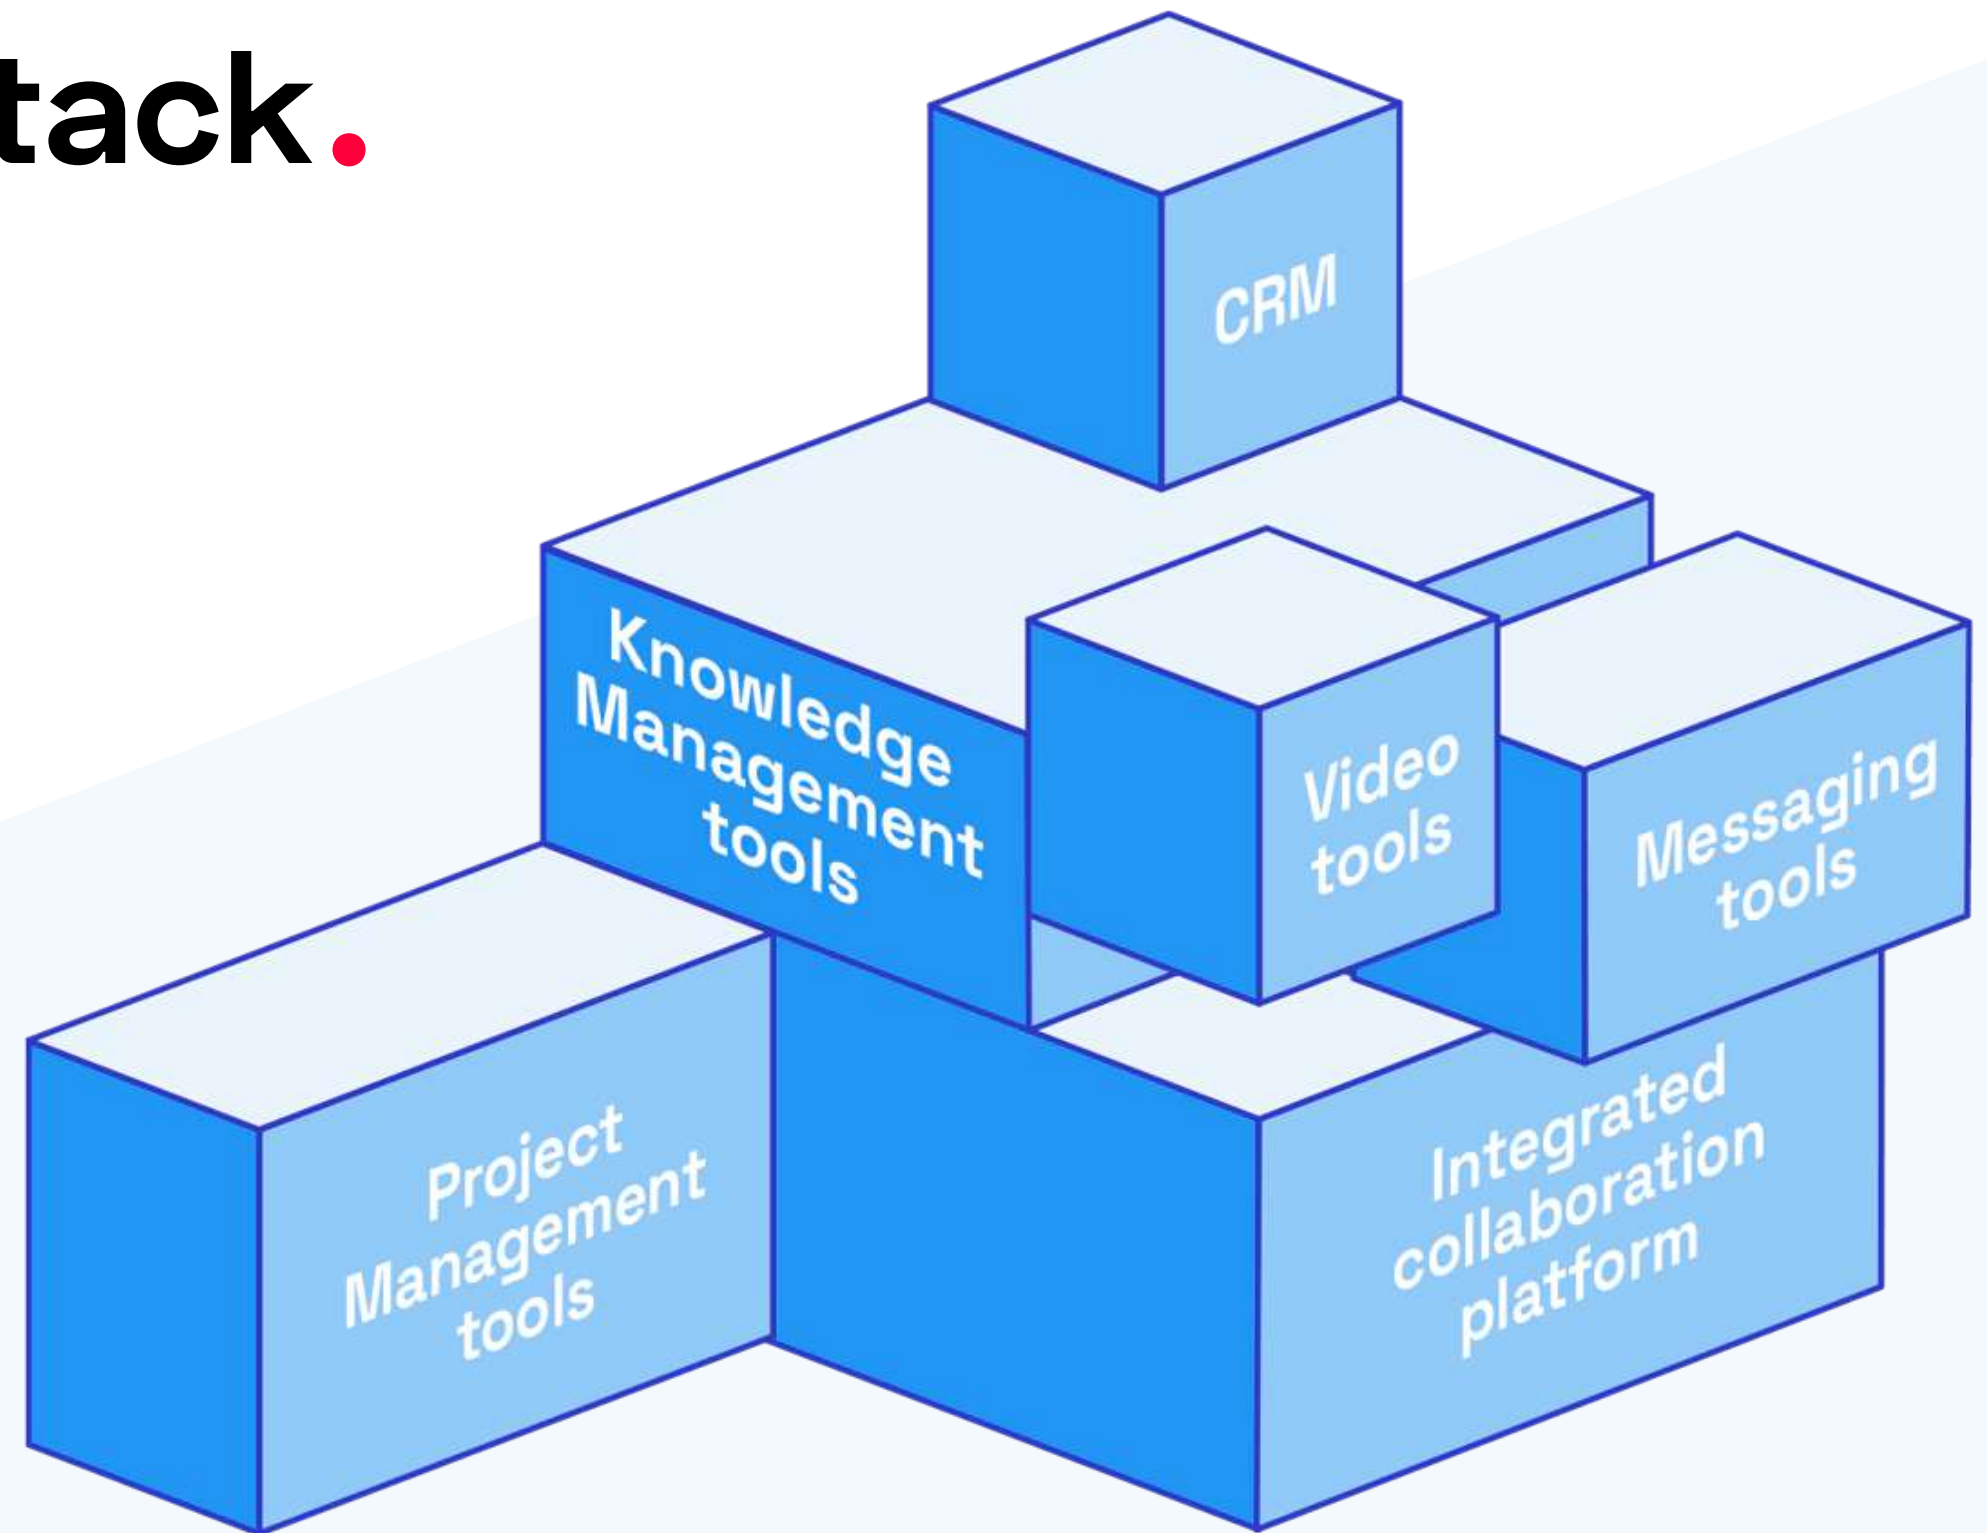 tack.
CRM
Knowledge
Management
tools
Video
tools
Messaging
tools
Project
Management
tools
Integrated
collaboration
platform